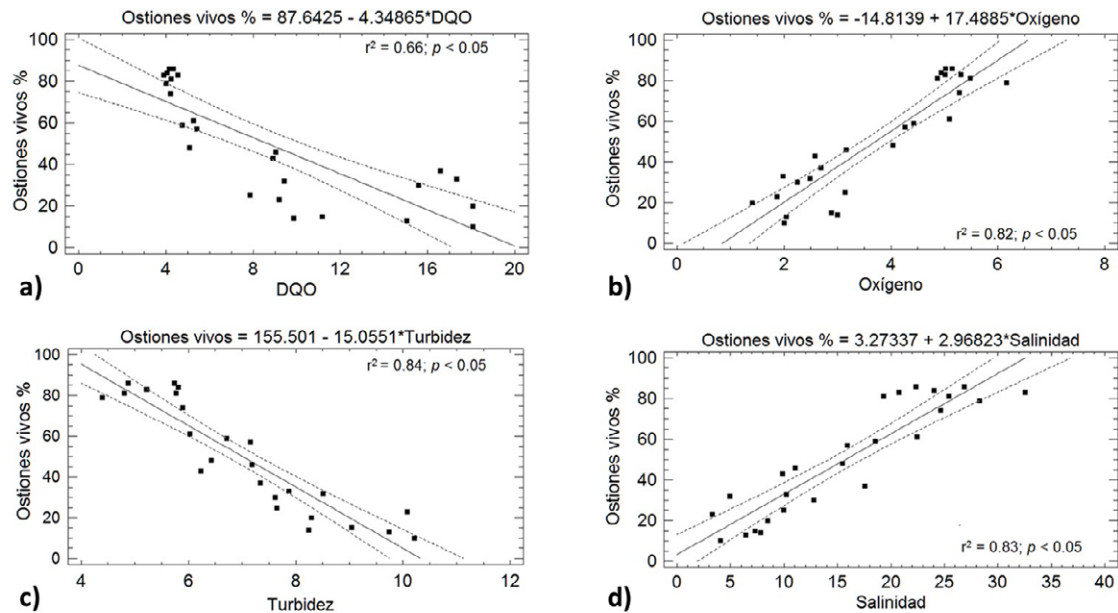 Ostiones vivos % = 87.6425 - 4.34865*DQO
r² = 0.66; p < 0.05
Ostiones vivos %
100
80
60
40
20
0
0 4 8 12 16 20
DQO
a)
Ostiones vivos % = -14.8139 + 17.4885*Oxígeno
Ostiones vivos %
100
80
60
40
20
0
r² = 0.82; p < 0.05
0 2 4 6 8
Oxígeno
b)
Ostiones vivos = 155.501 - 15.0551*Turbidez
r² = 0.84; p < 0.05
Ostiones vivos %
100
80
60
40
20
0
4 6 8 10 12
Turbidez
c)
Ostiones vivos % = 3.27337 + 2.96823*Salinidad
Ostiones vivos %
100
80
60
40
20
0
r² = 0.83; p < 0.05
0 5 10 15 20 25 30 35 40
Salinidad
d)